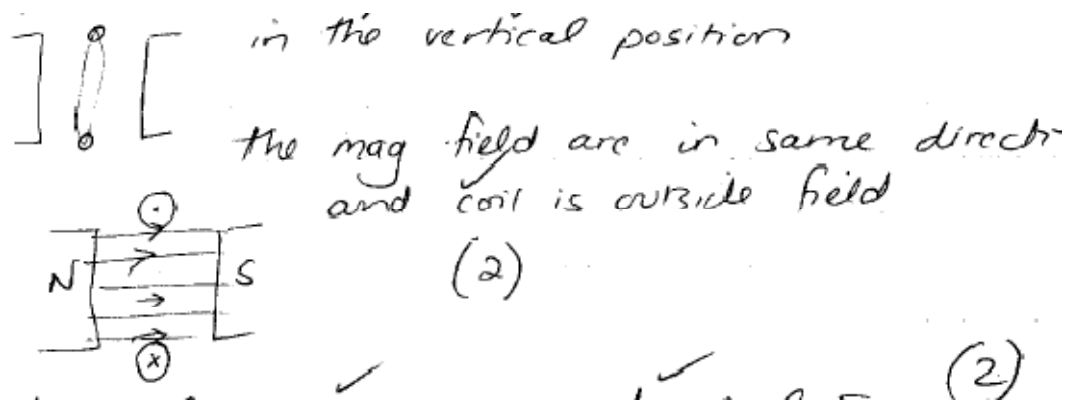 in the vertical position
the mag field are in same directi
and coil is outside field
N S
(2)
(2)